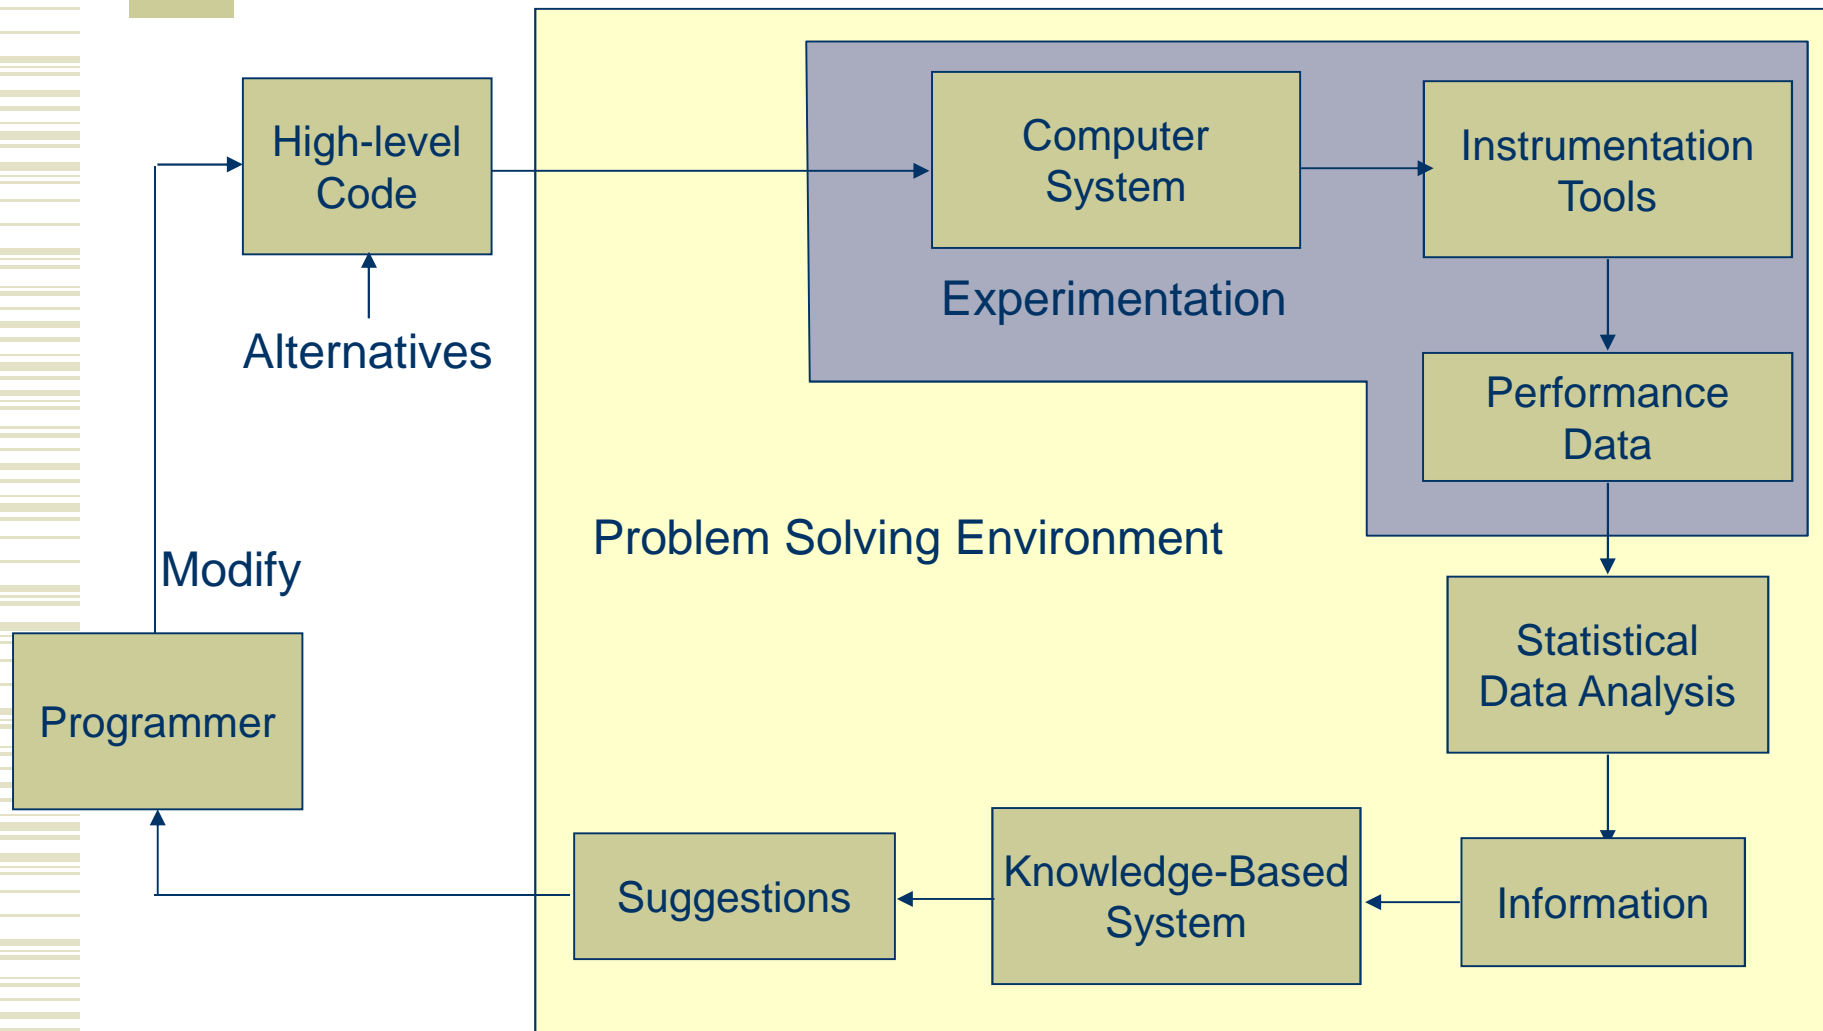 High-level
Code
Computer
System
Instrumentation
Tools
Experimentation
Alternatives
Performance
Data
Problem Solving Environment
Modify
Statistical
Data Analysis
Programmer
Suggestions
Knowledge-Based
System
Information